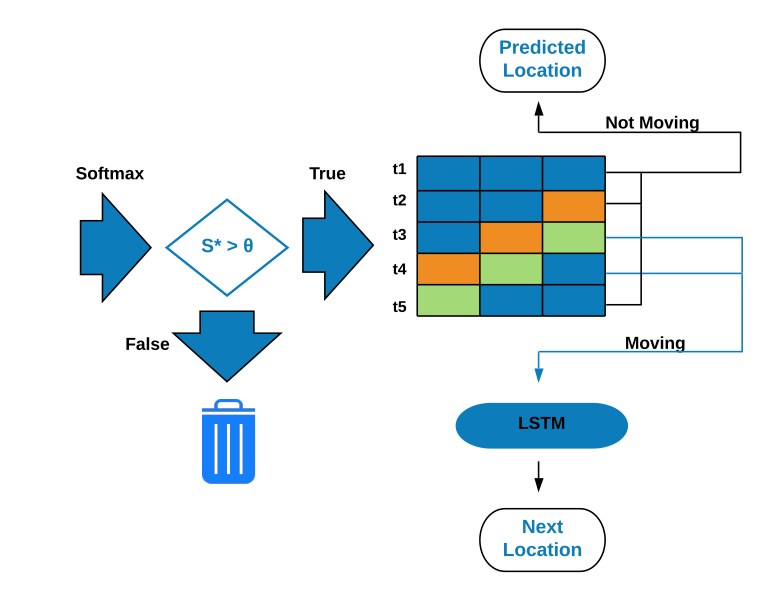 Predicted
Location
Not Moving
Softmax
True
S* > θ
False
t1
t2
t3
t4
t5
Moving
LSTM
Next
Location